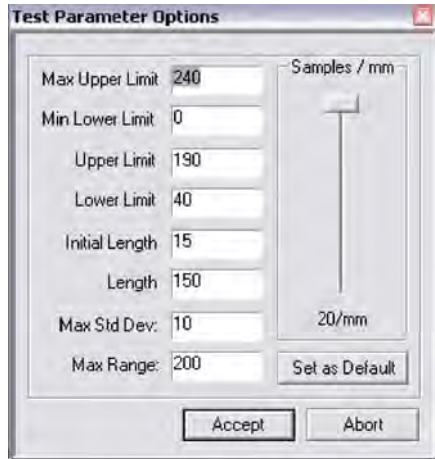 Test Parameter Options
Max Upper Limit 240
Min Lower Limit 0
Upper Limit 190
Lower Limit 40
Initial Length 15
Length 150
Max Std Dev: 10
Max Range: 200
Samples / mm
20/mm
Set as Default
Accept Abort